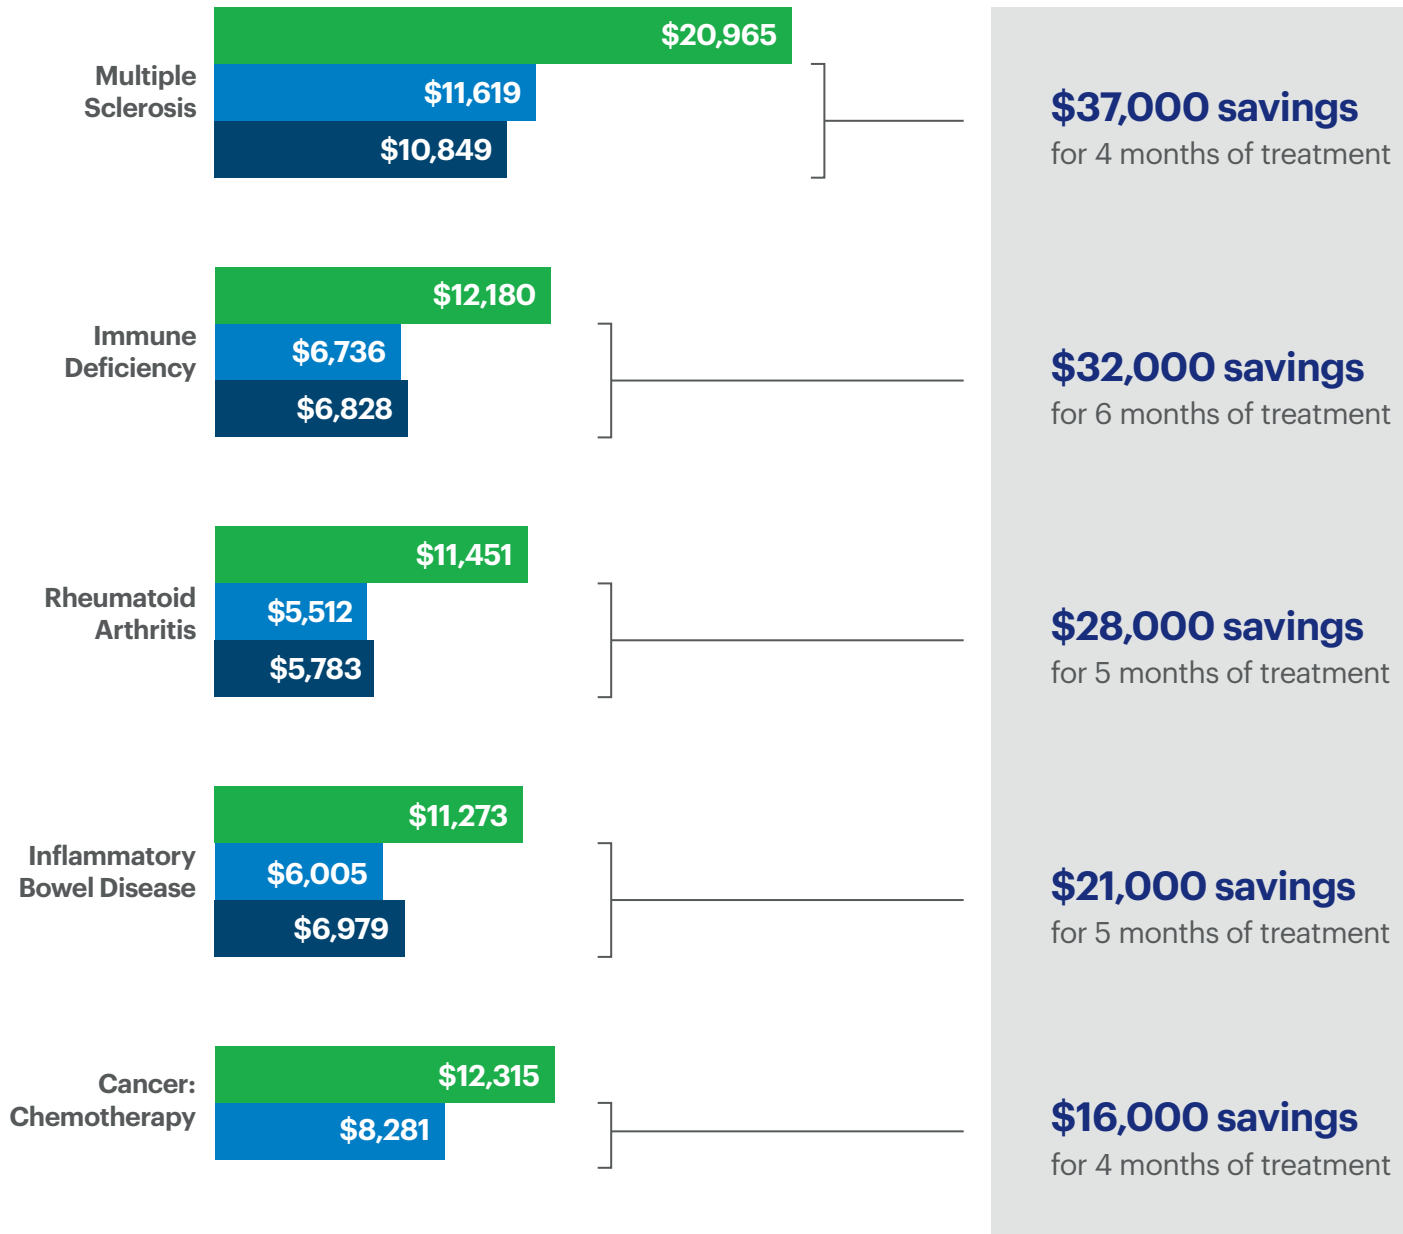 $20,965
Multiple
Sclerosis
$11,619
$10,849
$37,000 savings
for 4 months of treatment
$12,180
Immune
Deficiency
$6,736
$6,828
$32,000 savings
for 6 months of treatment
$11,451
Rheumatoid
Arthritis
$5,512
$5,783
$28,000 savings
for 5 months of treatment
$11,273
Inflammatory
Bowel Disease
$6,005
$6,979
$21,000 savings
for 5 months of treatment
$12,315
Cancer:
Chemotherapy
$8,281
$16,000 savings
for 4 months of treatment